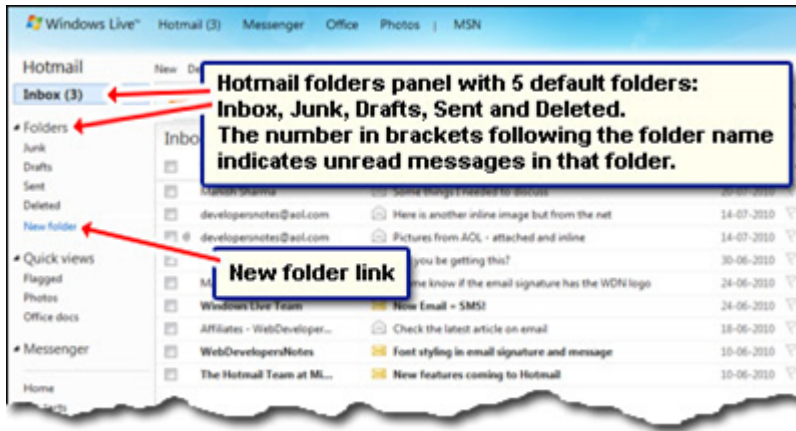 Windows Live™ Hotmail (3) Messenger Office Photos | MSN
Hotmail
New
Inbox (3)
Hotmail folders panel with 5 default folders:
Inbox, Junk, Drafts, Sent and Deleted.
The number in brackets following the folder name
indicates unread messages in that folder.
Folders
Junk
Drafts
Sent
Deleted
New folder
Quick views
Flagged
Photos
Office docs
Messenger
Home
New folder link
Manish Sharma Some things I needed to discuss 20-07-2010
developersnotes@aol.com Here is another inline image but from the net 14-07-2010
developersnotes@aol.com Pictures from AOL - attached and inline 14-07-2010
you be getting this? 30-06-2010
know if the email signature has the WDN logo 24-06-2010
Windows Live Team Now Email = SMS! 24-06-2010
Affiliates - WebDeveloper... Check the latest article on email 18-06-2010
WebDevelopersNotes Font styling in email signature and message 10-06-2010
The Hotmail Team at Mi... New features coming to Hotmail 10-06-2010